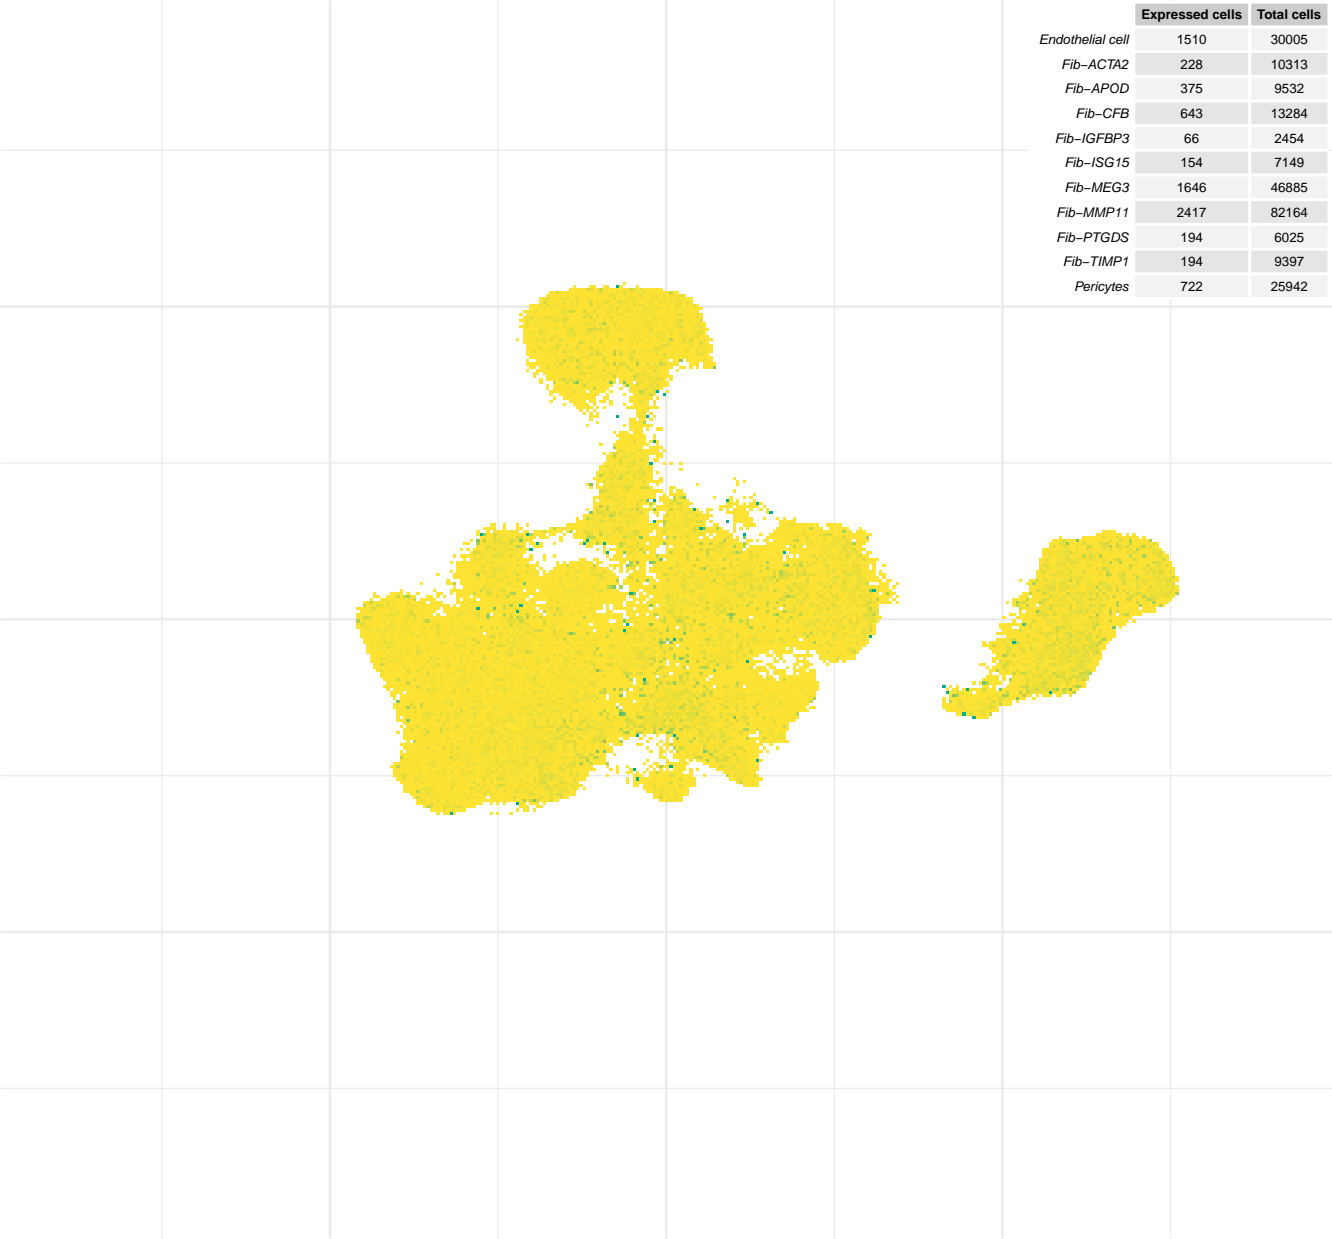 Expressed cells Total cells
Endothelial cell 1510 30005
Fib−ACTA2 228 10313
Fib−APOD 375 9532
Fib−CFB 643 13284
Fib−IGFBP3 66 2454
Fib−ISG15 154 7149
Fib−MEG3 1646 46885
Fib−MMP11 2417 82164
Fib−PTGDS 194 6025
Fib−TIMP1 194 9397
Pericytes 722 25942